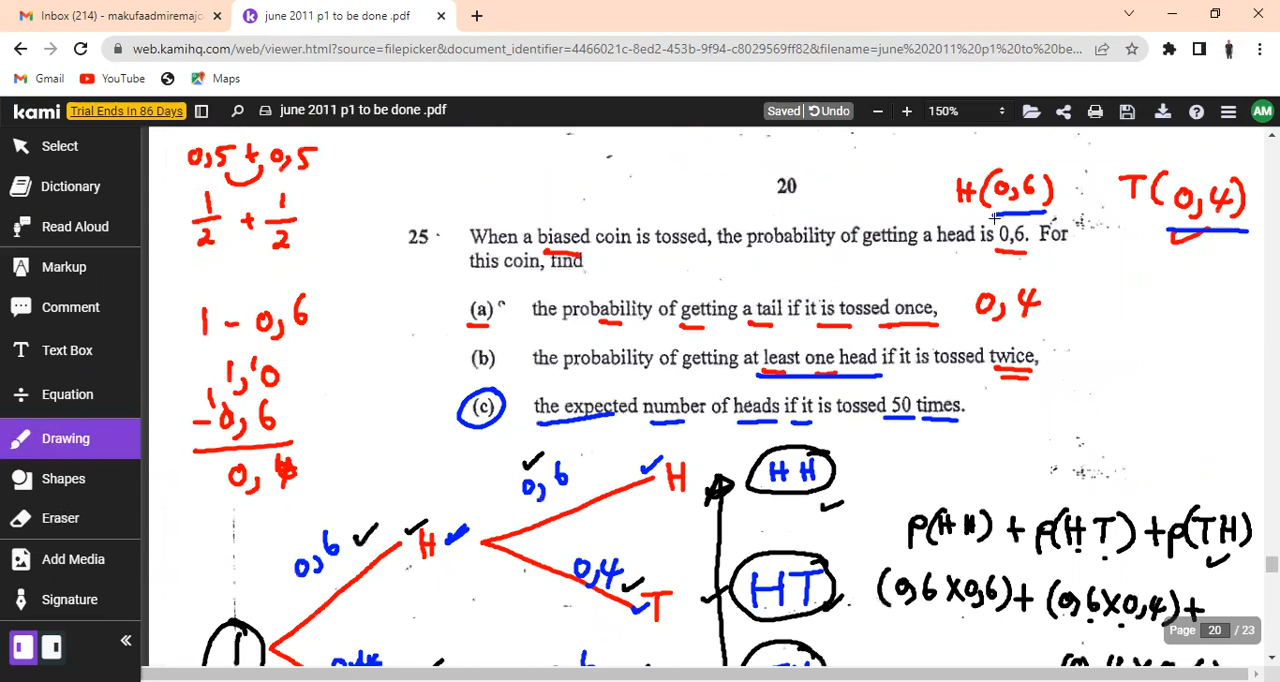 Inbox (214) - makufaadmiremajo
june 2011 p1 to be done .pdf
web.kamihq.com/web/viewer.html?source=filepicker&document_identifier=4466021c-8ed2-453b-9f94-c8029569ff82&filename=june%202011%20p1%20to%20be...
Gmail
YouTube
Maps
kami
Trial Ends In 86 Days
june 2011 p1 to be done .pdf
Saved
Undo
150%
AM
Select
Dictionary
Read Aloud
Markup
Comment
Text Box
Equation
Drawing
Shapes
Eraser
Add Media
Signature
0,5 + 0,5
1/2 + 1/2
1 - 0,6
1,10
- 0,6
0,4
20
H(0,6) T(0,4)
25 When a biased coin is tossed, the probability of getting a head is 0,6. For
this coin, find
(a) the probability of getting a tail if it is tossed once, 0,4
(b) the probability of getting at least one head if it is tossed twice,
(c) the expected number of heads if it is tossed 50 times.
0,6 H HH
0,6 H
0,4 T HT
P(HH) + P(HT) + P(TH)
(0,6 x 0,6) + (0,6 x 0,4) +
Page 20 / 23